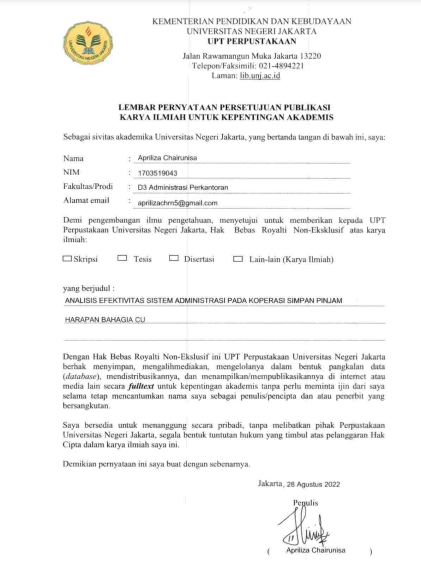 KEMENTERIAN PENDIDIKAN DAN KEBUDAYAAN
UNIVERSITAS NEGERI JAKARTA
UPT PERPUSTAKAAN
Jalan Rawamangun Muka Jakarta 13220
Telepon/Faksimili: 021-4894221
Laman: lib.unj.ac.id
LEMBAR PERNYATAAN PERSETUJUAN PUBLIKASI
KARYA ILMIAH UNTUK KEPENTINGAN AKADEMIS
Sebagai sivitas akademika Universitas Negeri Jakarta, yang bertanda tangan di bawah ini, saya:
Nama : Apriliza Chairunisa
NIM : 1703519043
Fakultas/Prodi : D3 Administrasi Perkantoran
Alamat email : aprilizachrn5@gmail.com
Demi pengembangan ilmu pengetahuan, menyetujui untuk memberikan kepada UPT
Perpustakaan Universitas Negeri Jakarta, Hak Bebas Royalti Non-Eksklusif atas karya
ilmiah:
Skripsi Tesis Disertasi Lain-lain (Karya Ilmiah)
yang berjudul :
ANALISIS EFEKTIVITAS SISTEM ADMINISTRASI PADA KOPERASI SIMPAN PINJAM
HARAPAN BAHAGIA CU
Dengan Hak Bebas Royalti Non-Ekslusif ini UPT Perpustakaan Universitas Negeri Jakarta
berhak menyimpan, mengalihmediakan, mengelolanya dalam bentuk pangkalan data
(database), mendistribusikannya, dan menampilkan/mempublikasikannya di internet atau
media lain secara fulltext untuk kepentingan akademis tanpa perlu meminta ijin dari saya
selama tetap mencantumkan nama saya sebagai penulis/pencipta dan atau penerbit yang
bersangkutan.
Saya bersedia untuk menanggung secara pribadi, tanpa melibatkan pihak Perpustakaan
Universitas Negeri Jakarta, segala bentuk tuntutan hukum yang timbul atas pelanggaran Hak
Cipta dalam karya ilmiah saya ini.
Demikian pernyataan ini saya buat dengan sebenarnya.
Jakarta, 28 Agustus 2022
Penulis
( Apriliza Chairunisa )